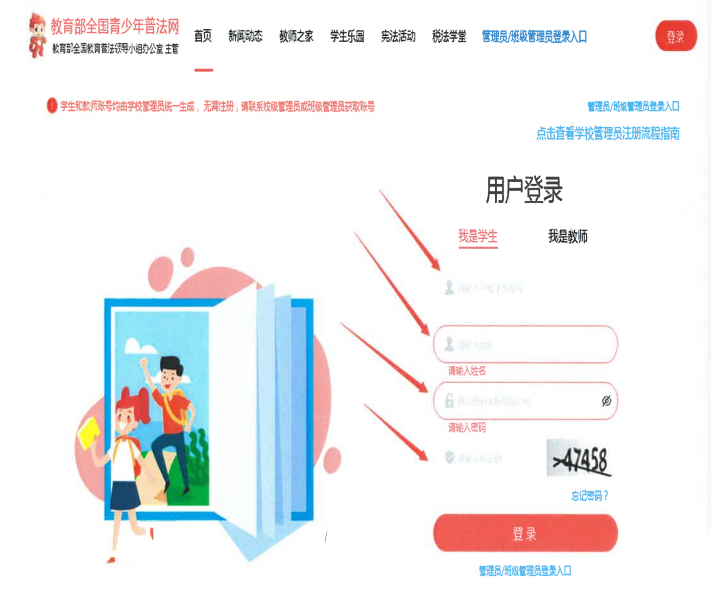 教育部全国青少年普法网
教育部全国教育普法领导小组办公室 主管
首页 新闻动态 教师之家 学生乐园 宪法活动 税法学堂 管理员/班级管理员登录入口
登录
学生和教师账号均由学校管理员统一生成，无需注册，请联系校级管理员或班级管理员获取账号
管理员/班级管理员登录入口
点击查看学校管理员注册流程指南
用户登录
我是学生 我是教师
请输入姓名
请输入密码
47458
忘记密码？
登录
管理员/班级管理员登录入口